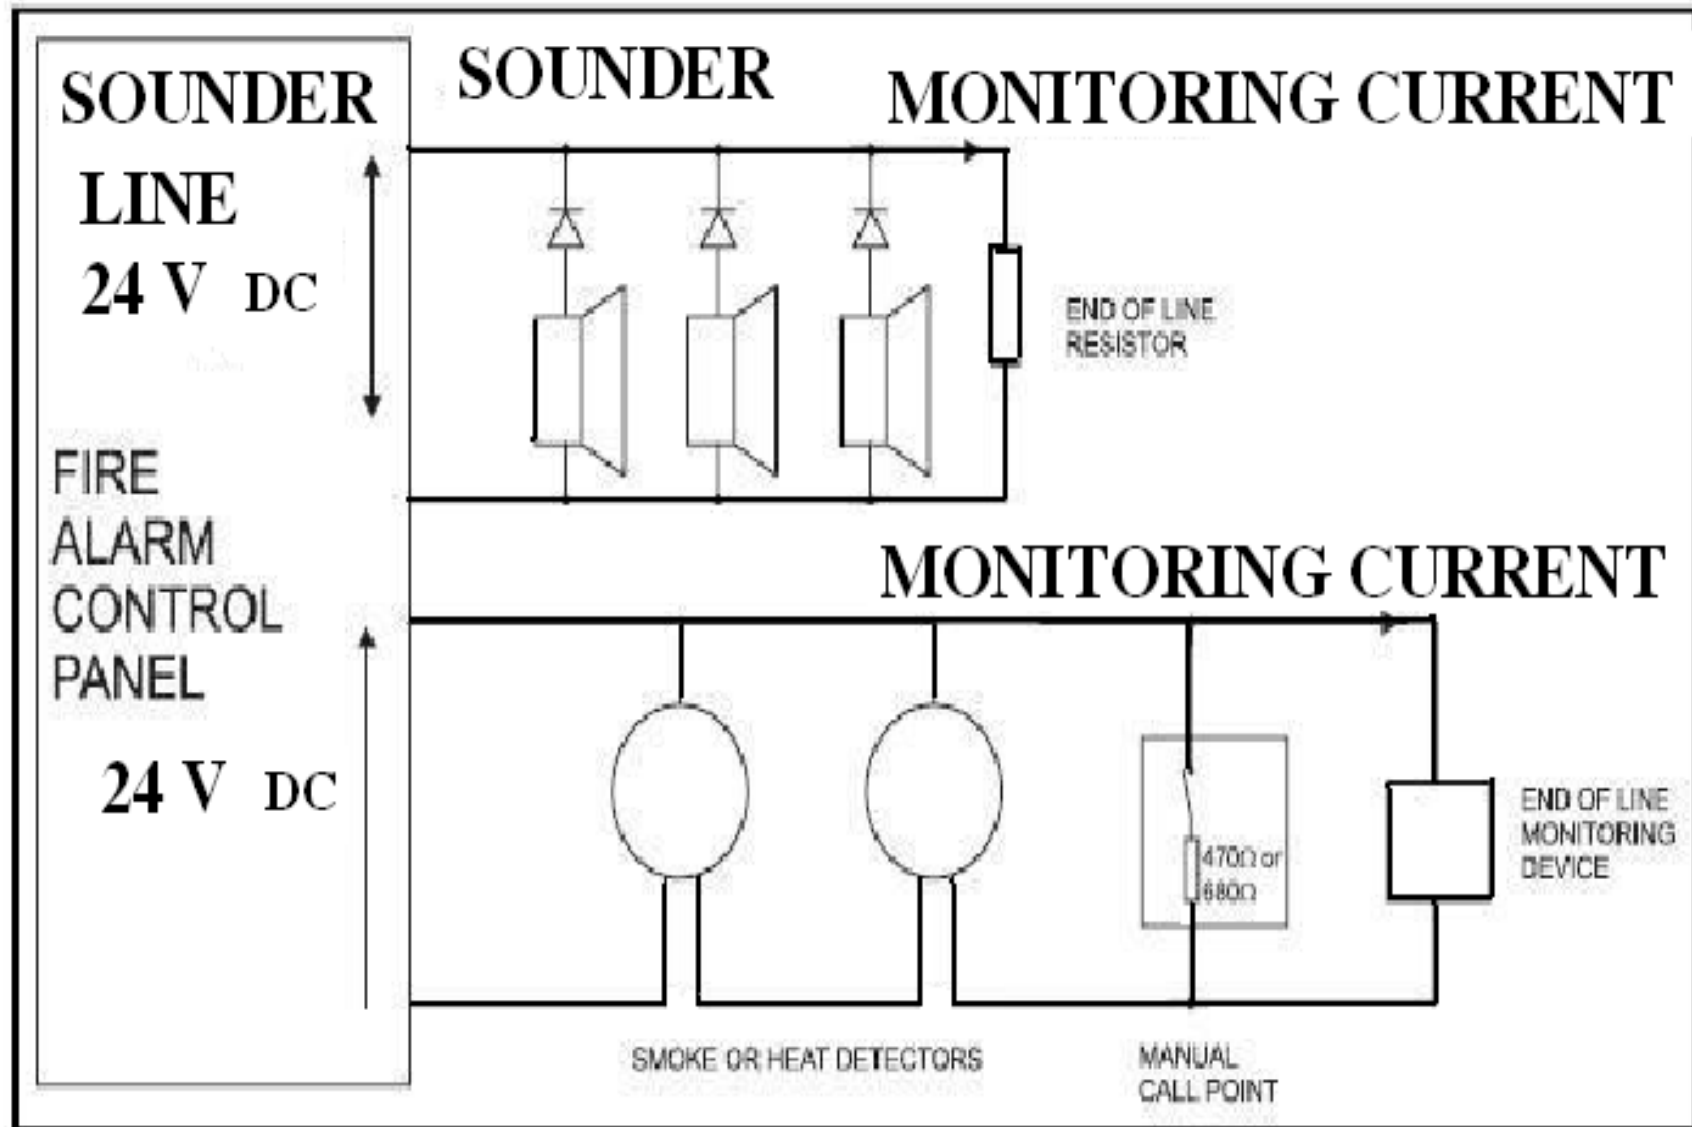 SOUNDER
LINE
24 V DC
FIRE
ALARM
CONTROL
PANEL
24 V DC
SOUNDER
MONITORING CURRENT
END OF LINE
RESISTOR
MONITORING CURRENT
470Ω or
680Ω
END OF LINE
MONITORING
DEVICE
SMOKE OR HEAT DETECTORS
MANUAL
CALL POINT